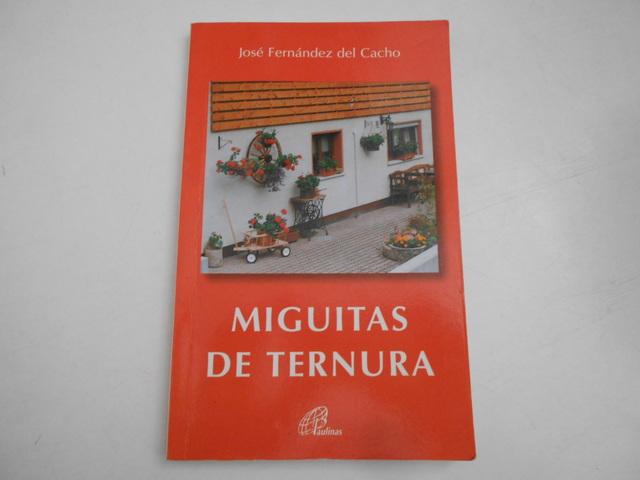 José Fernández del Cacho
MIGUITAS
DE TERNURA
Paulinas